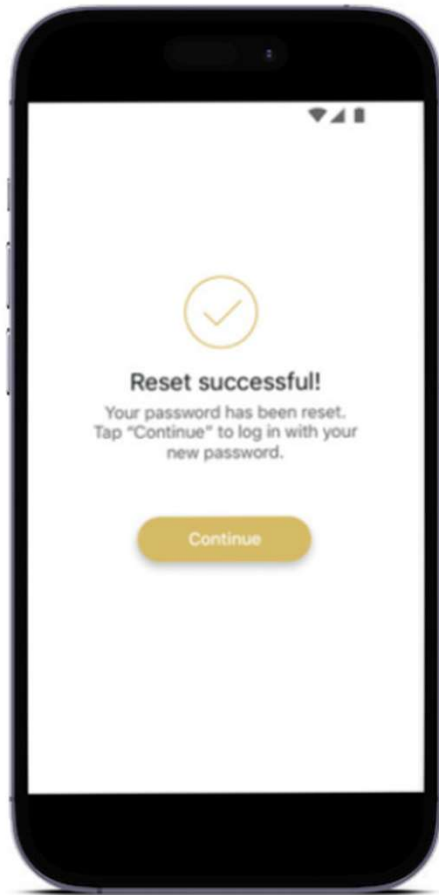 Reset successful!
Your password has been reset.
Tap “Continue” to log in with your
new password.
Continue